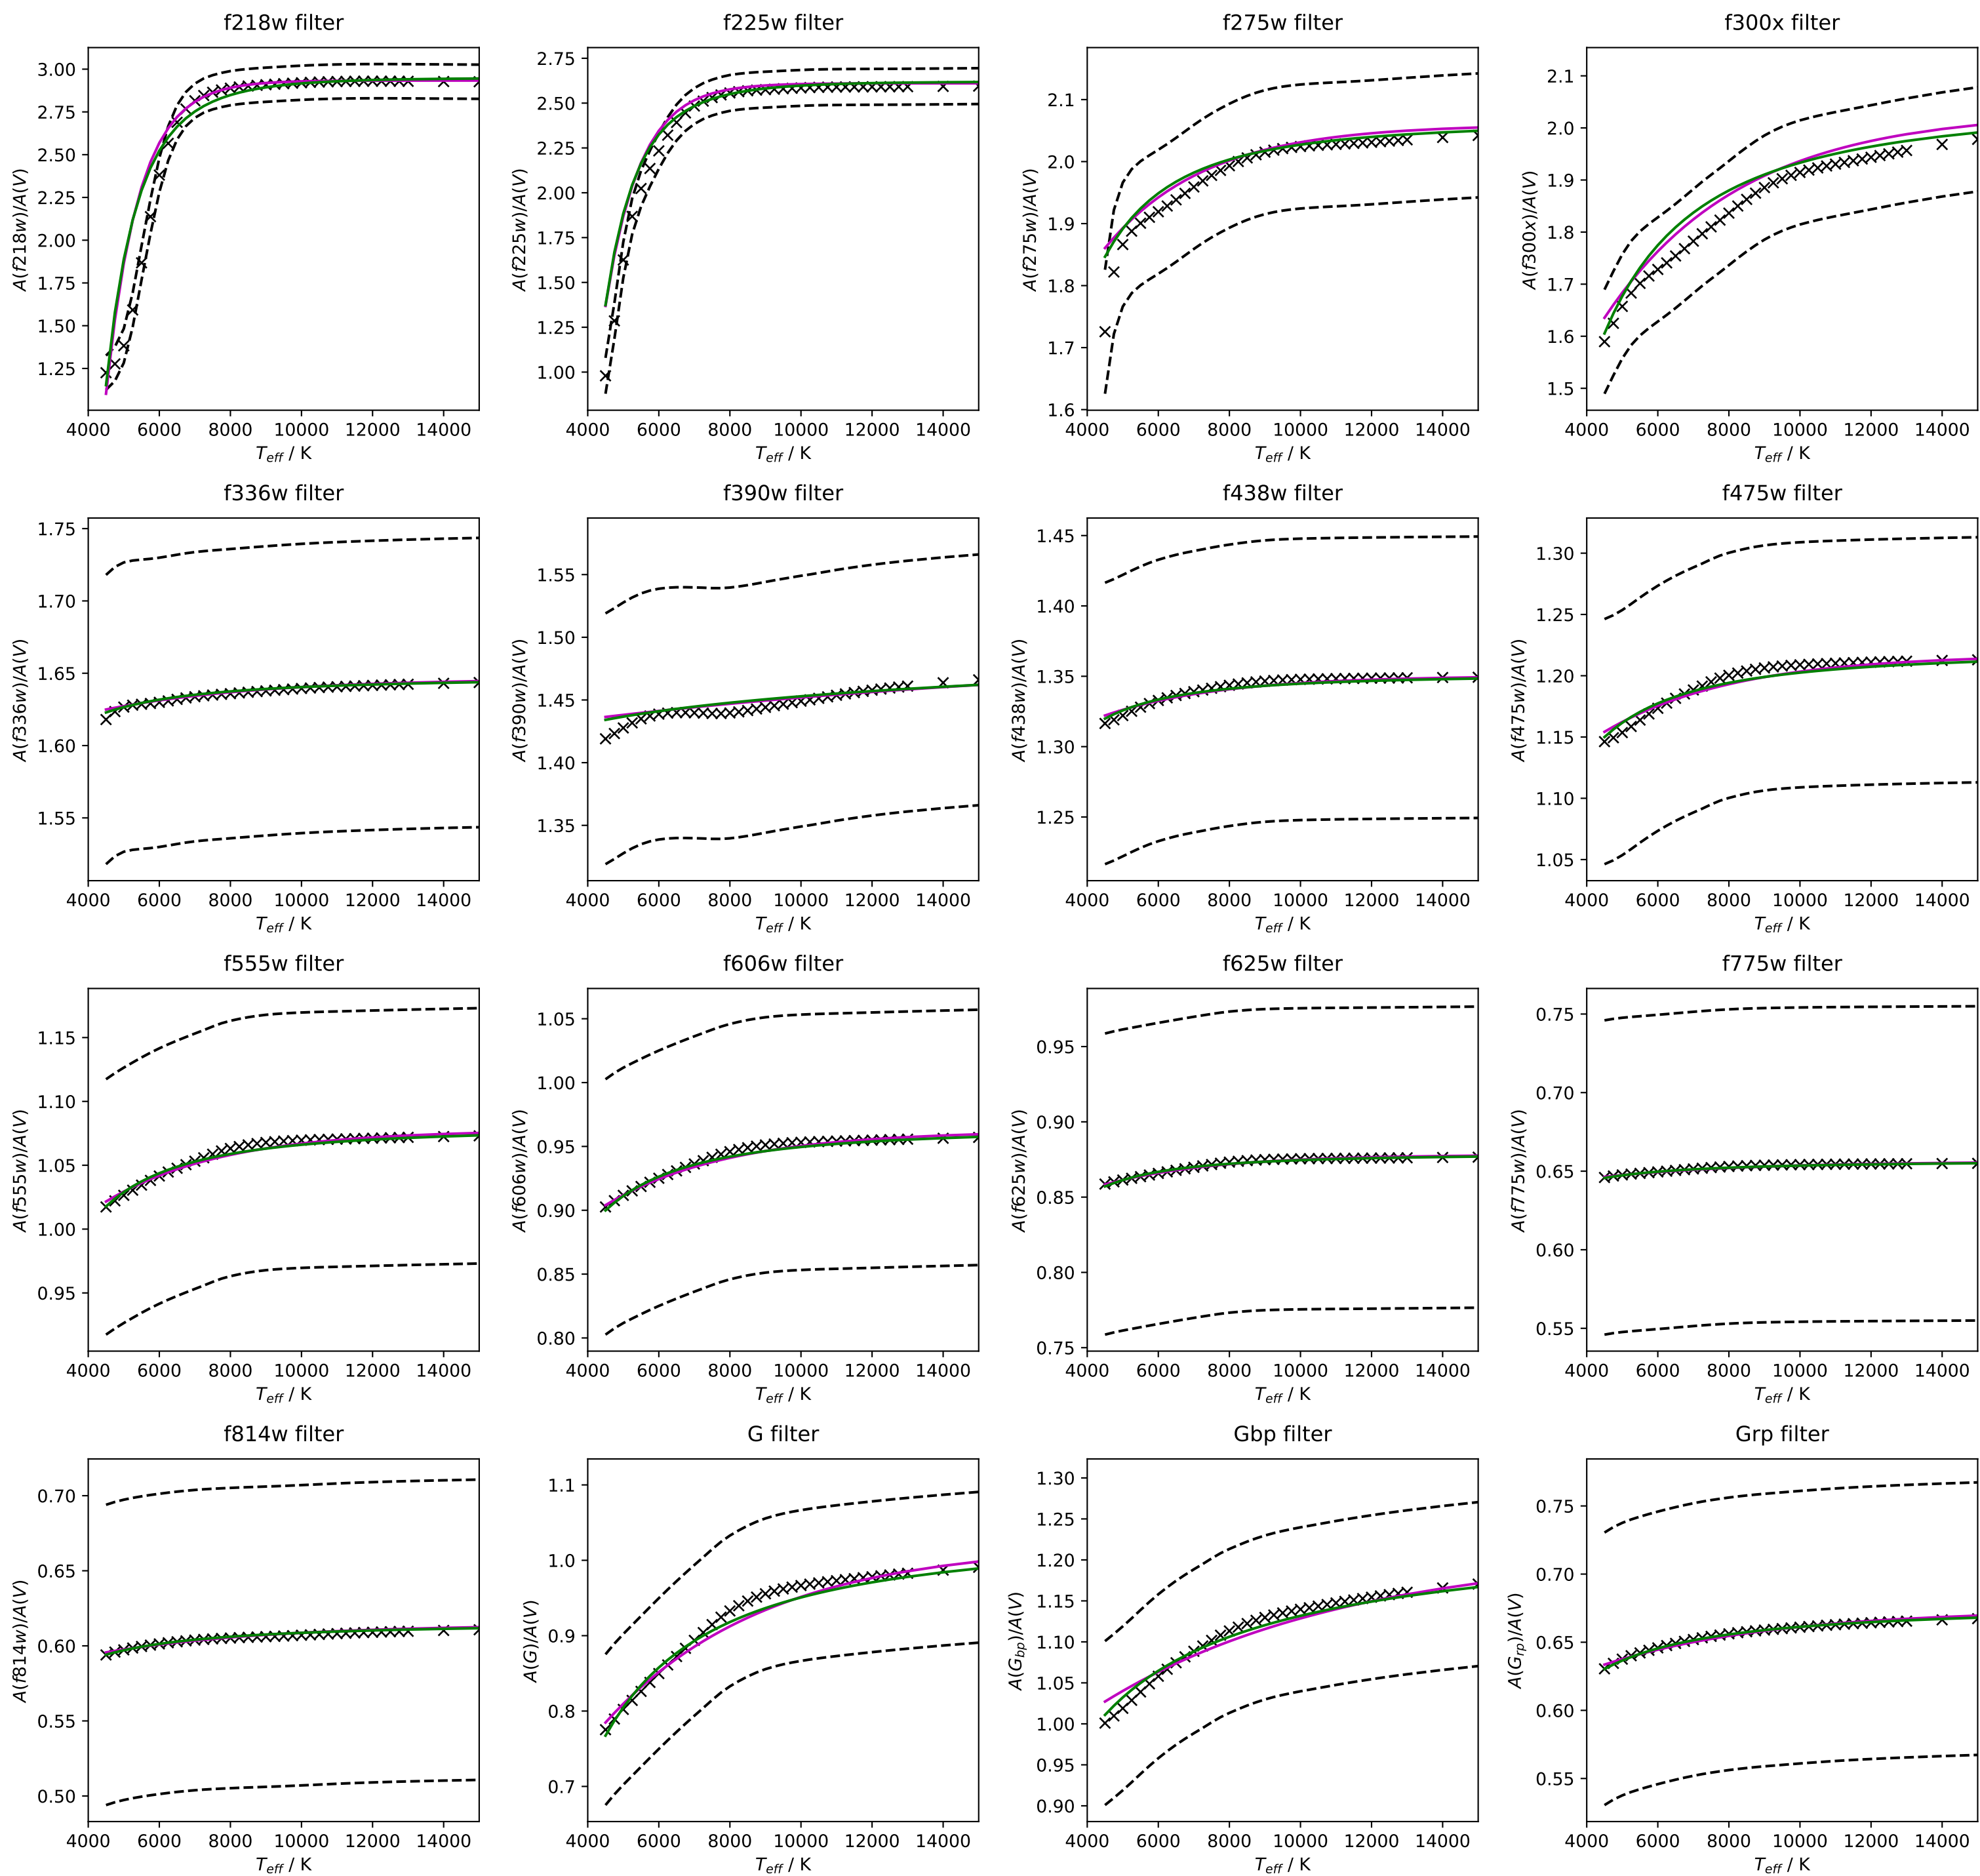 f218w filter
f225w filter
f275w filter
f300x filter
A(f218w)/A(V)
3.00
2.75
2.50
2.25
2.00
1.75
1.50
1.25
4000 6000 8000 10000 12000 14000
T_eff / K
A(f225w)/A(V)
2.75
2.50
2.25
2.00
1.75
1.50
1.25
1.00
4000 6000 8000 10000 12000 14000
T_eff / K
A(f275w)/A(V)
2.1
2.0
1.9
1.8
1.7
1.6
4000 6000 8000 10000 12000 14000
T_eff / K
A(f300x)/A(V)
2.1
2.0
1.9
1.8
1.7
1.6
1.5
4000 6000 8000 10000 12000 14000
T_eff / K
f336w filter
f390w filter
f438w filter
f475w filter
A(f336w)/A(V)
1.75
1.70
1.65
1.60
1.55
4000 6000 8000 10000 12000 14000
T_eff / K
A(f390w)/A(V)
1.55
1.50
1.45
1.40
1.35
4000 6000 8000 10000 12000 14000
T_eff / K
A(f438w)/A(V)
1.45
1.40
1.35
1.30
1.25
4000 6000 8000 10000 12000 14000
T_eff / K
A(f475w)/A(V)
1.30
1.25
1.20
1.15
1.10
1.05
4000 6000 8000 10000 12000 14000
T_eff / K
f555w filter
f606w filter
f625w filter
f775w filter
A(f555w)/A(V)
1.15
1.10
1.05
1.00
0.95
4000 6000 8000 10000 12000 14000
T_eff / K
A(f606w)/A(V)
1.05
1.00
0.95
0.90
0.85
0.80
4000 6000 8000 10000 12000 14000
T_eff / K
A(f625w)/A(V)
0.95
0.90
0.85
0.80
0.75
4000 6000 8000 10000 12000 14000
T_eff / K
A(f775w)/A(V)
0.75
0.70
0.65
0.60
0.55
4000 6000 8000 10000 12000 14000
T_eff / K
f814w filter
G filter
Gbp filter
Grp filter
A(f814w)/A(V)
0.70
0.65
0.60
0.55
0.50
4000 6000 8000 10000 12000 14000
T_eff / K
A(G)/A(V)
1.1
1.0
0.9
0.8
0.7
4000 6000 8000 10000 12000 14000
T_eff / K
A(G_bp)/A(V)
1.30
1.25
1.20
1.15
1.10
1.05
1.00
0.95
0.90
4000 6000 8000 10000 12000 14000
T_eff / K
A(G_rp)/A(V)
0.75
0.70
0.65
0.60
0.55
4000 6000 8000 10000 12000 14000
T_eff / K